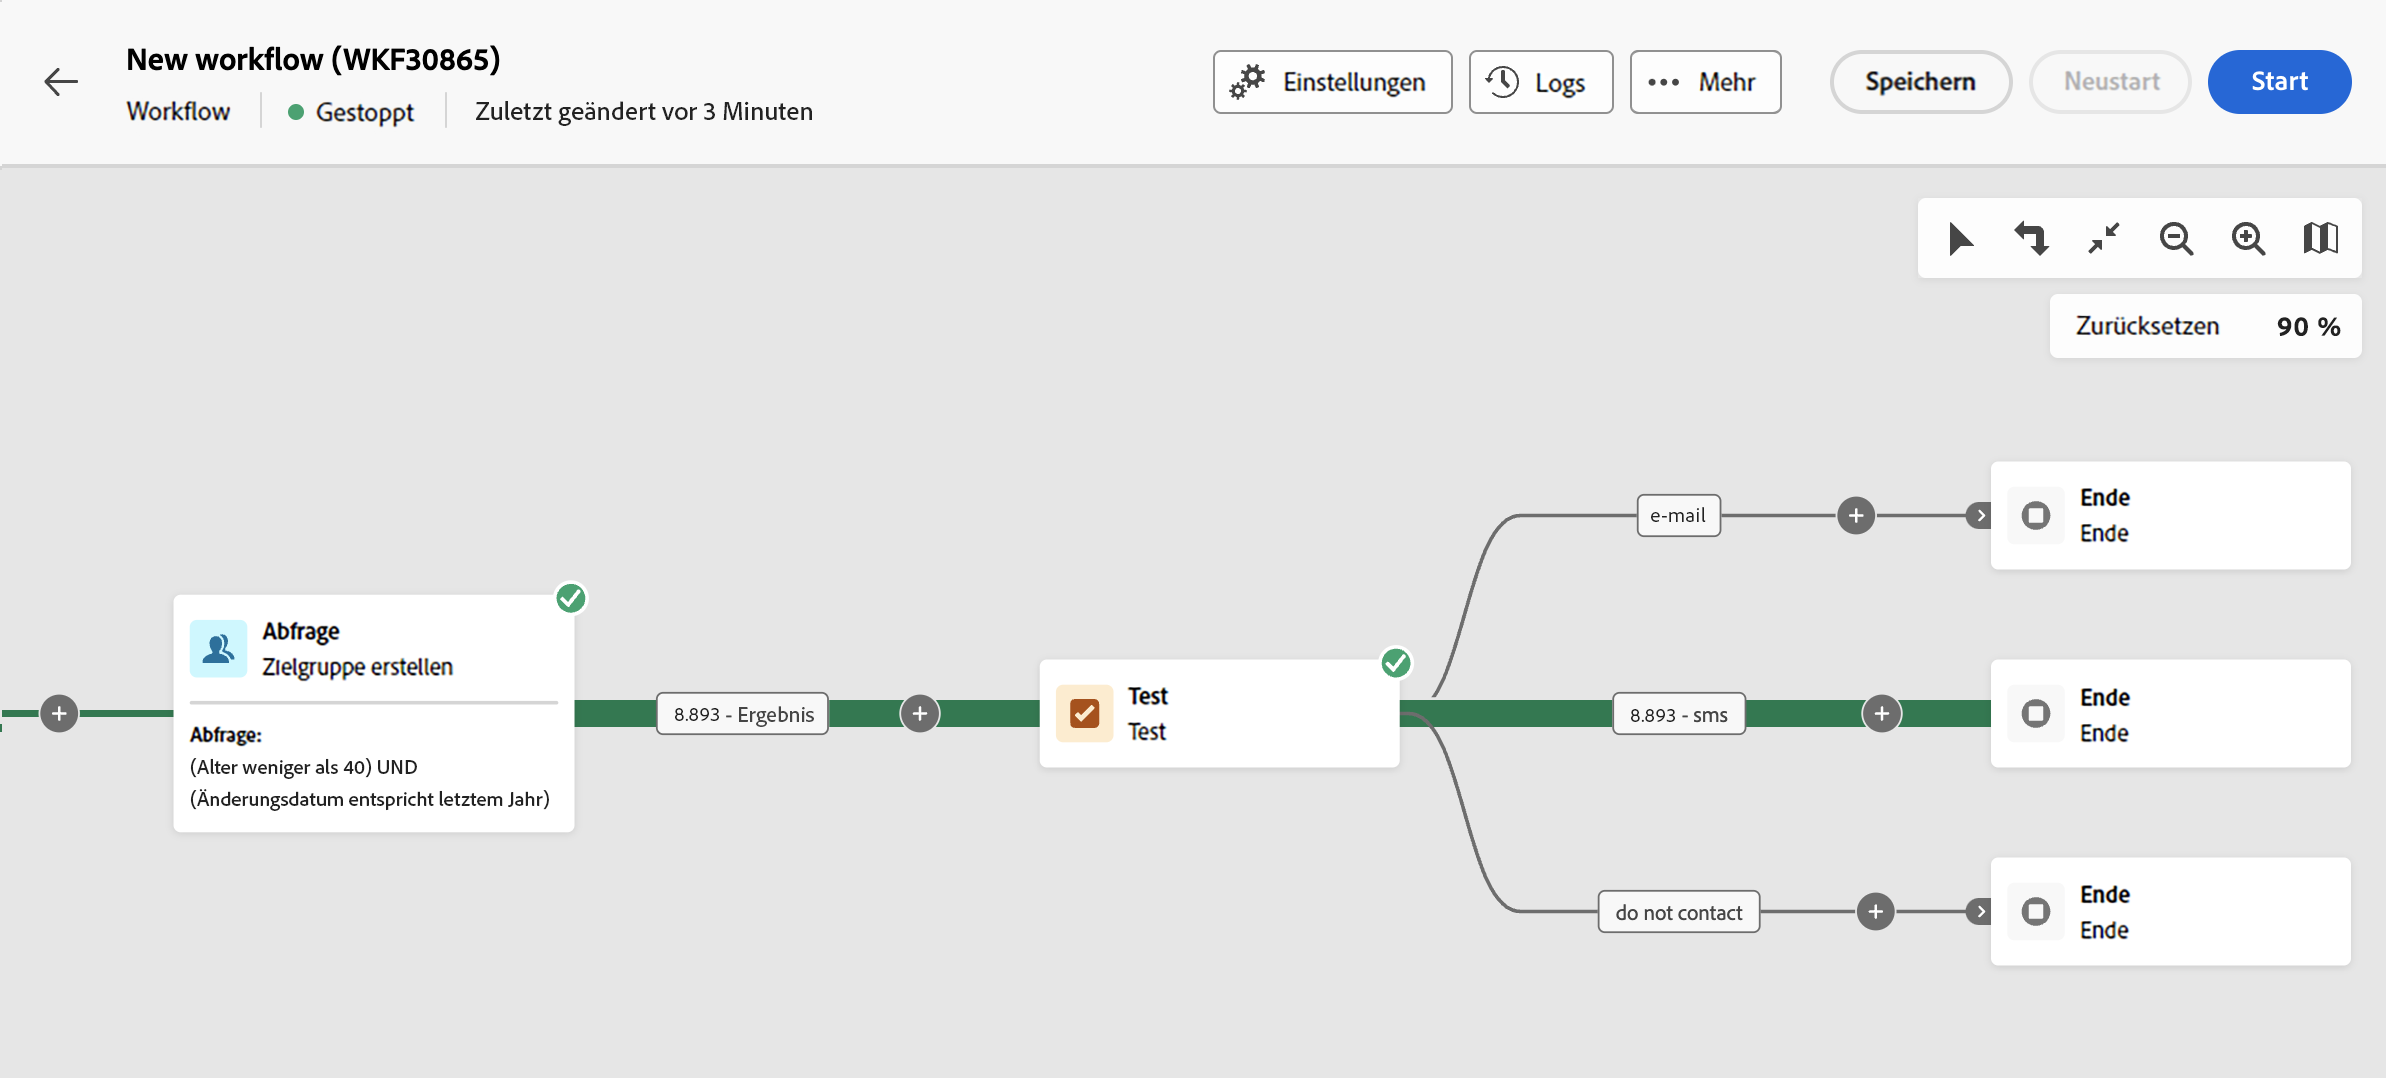 New workflow (WKF30865)
Workflow
Gestoppt
Zuletzt geändert vor 3 Minuten
Einstellungen
Logs
Mehr
Speichern
Neustart
Start
Zurücksetzen
90 %
Abfrage
Zielgruppe erstellen
Abfrage:
(Alter weniger als 40) UND
(Änderungsdatum entspricht letztem Jahr)
8.893 - Ergebnis
Test
Test
e-mail
Ende
Ende
8.893 - sms
Ende
Ende
do not contact
Ende
Ende